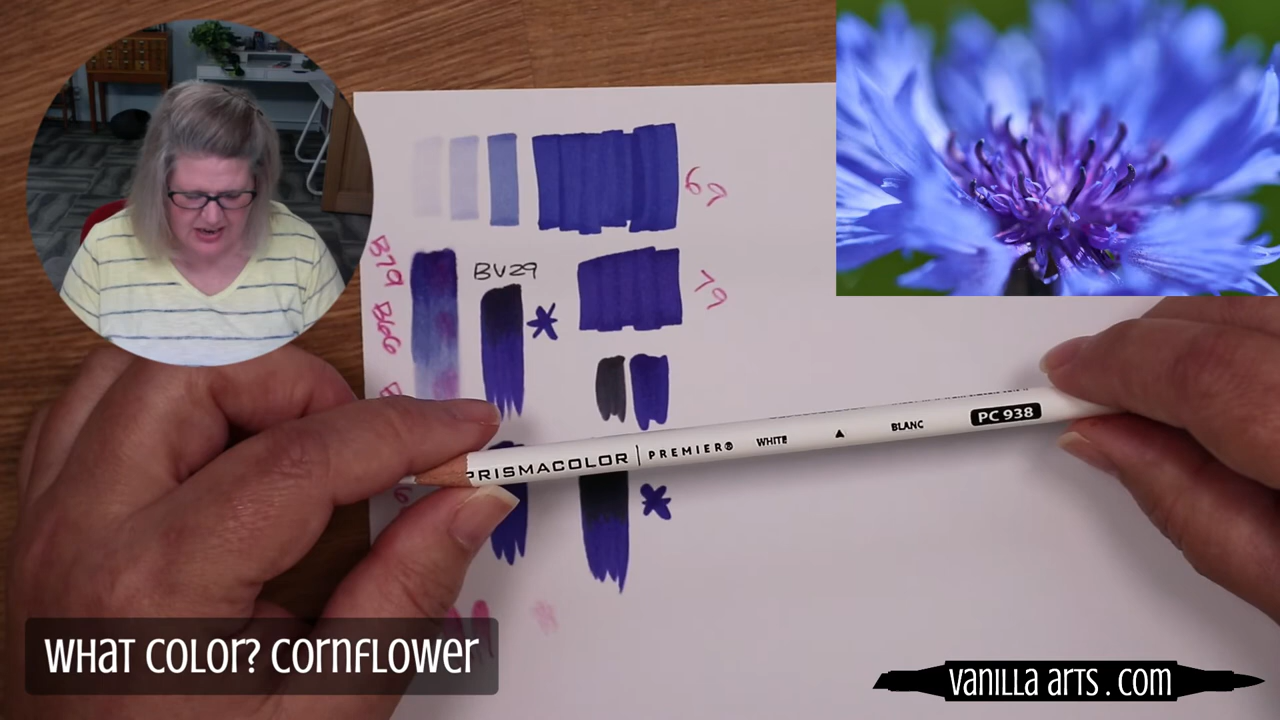 69
B79
BV29
79
B66
PRISMACOLOR | PREMIER® WHITE ▲ BLANC PC 938
WHAT COLOR? CORNFLOWER
VANILLA ARTS . COM